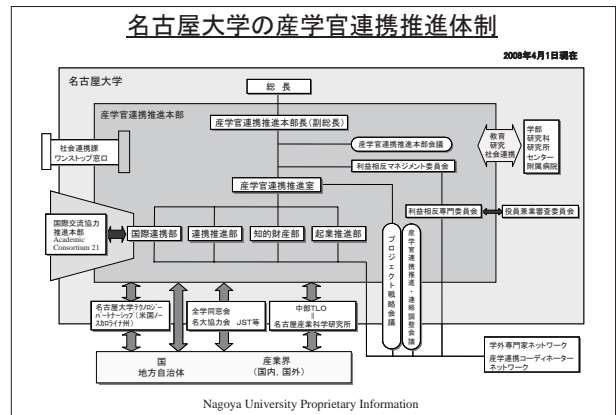 名古屋大学の産学官連携推進体制
2008年4月1日現在
名古屋大学
総 長
産学官連携推進本部
産学官連携推進本部長(副総長)
産学官連携推進本部会議
利益相反マネジメント委員会
社会連携課
ワンストップ窓口
教育
研究
社会連携
学部
研究科
研究所
センター
附属病院
産学官連携推進室
利益相反専門委員会
役員兼業審査委員会
国際交流協力
推進本部
Academic
Consortium 21
国際連携部
連携推進部
知的財産部
起業推進部
プロジェクト戦略会議
産学官連携推進・連絡調整会議
名古屋大学テクノロジー
パートナーシップ(米国ノー
スカロライナ州)
全学同窓会
名大協力会 JST等
中部TLO
||
名古屋産業科学研究所
国
地方自治体
産業界
(国内, 国外)
学外専門家ネットワーク
産学連携コーディネーター
ネットワーク
Nagoya University Proprietary Information